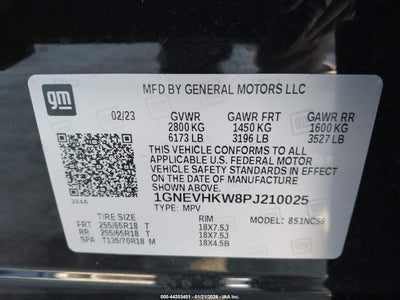 gm
MFD BY GENERAL MOTORS LLC
02/23 GVWR GAWR FRT GAWR RR
2800 KG 1450 KG 1600 KG
6173 LB 3196 LB 3527 LB
THIS VEHICLE CONFORMS TO ALL
APPLICABLE U.S. FEDERAL MOTOR
VEHICLE SAFETY STANDARDS IN
EFFECT ON THE DATE OF
MANUFACTURE SHOWN ABOVE.
1GNEVHKW8PJ210025
TYPE: MPV MODEL: 851NC56
TIRE SIZE RIM
FRT 255/65R18 T 18X7.5J
RR 255/65R18 T 18X7.5J
SPA T135/70R18 M 18X4.5B
000-44203401 - 01/21/2026 -